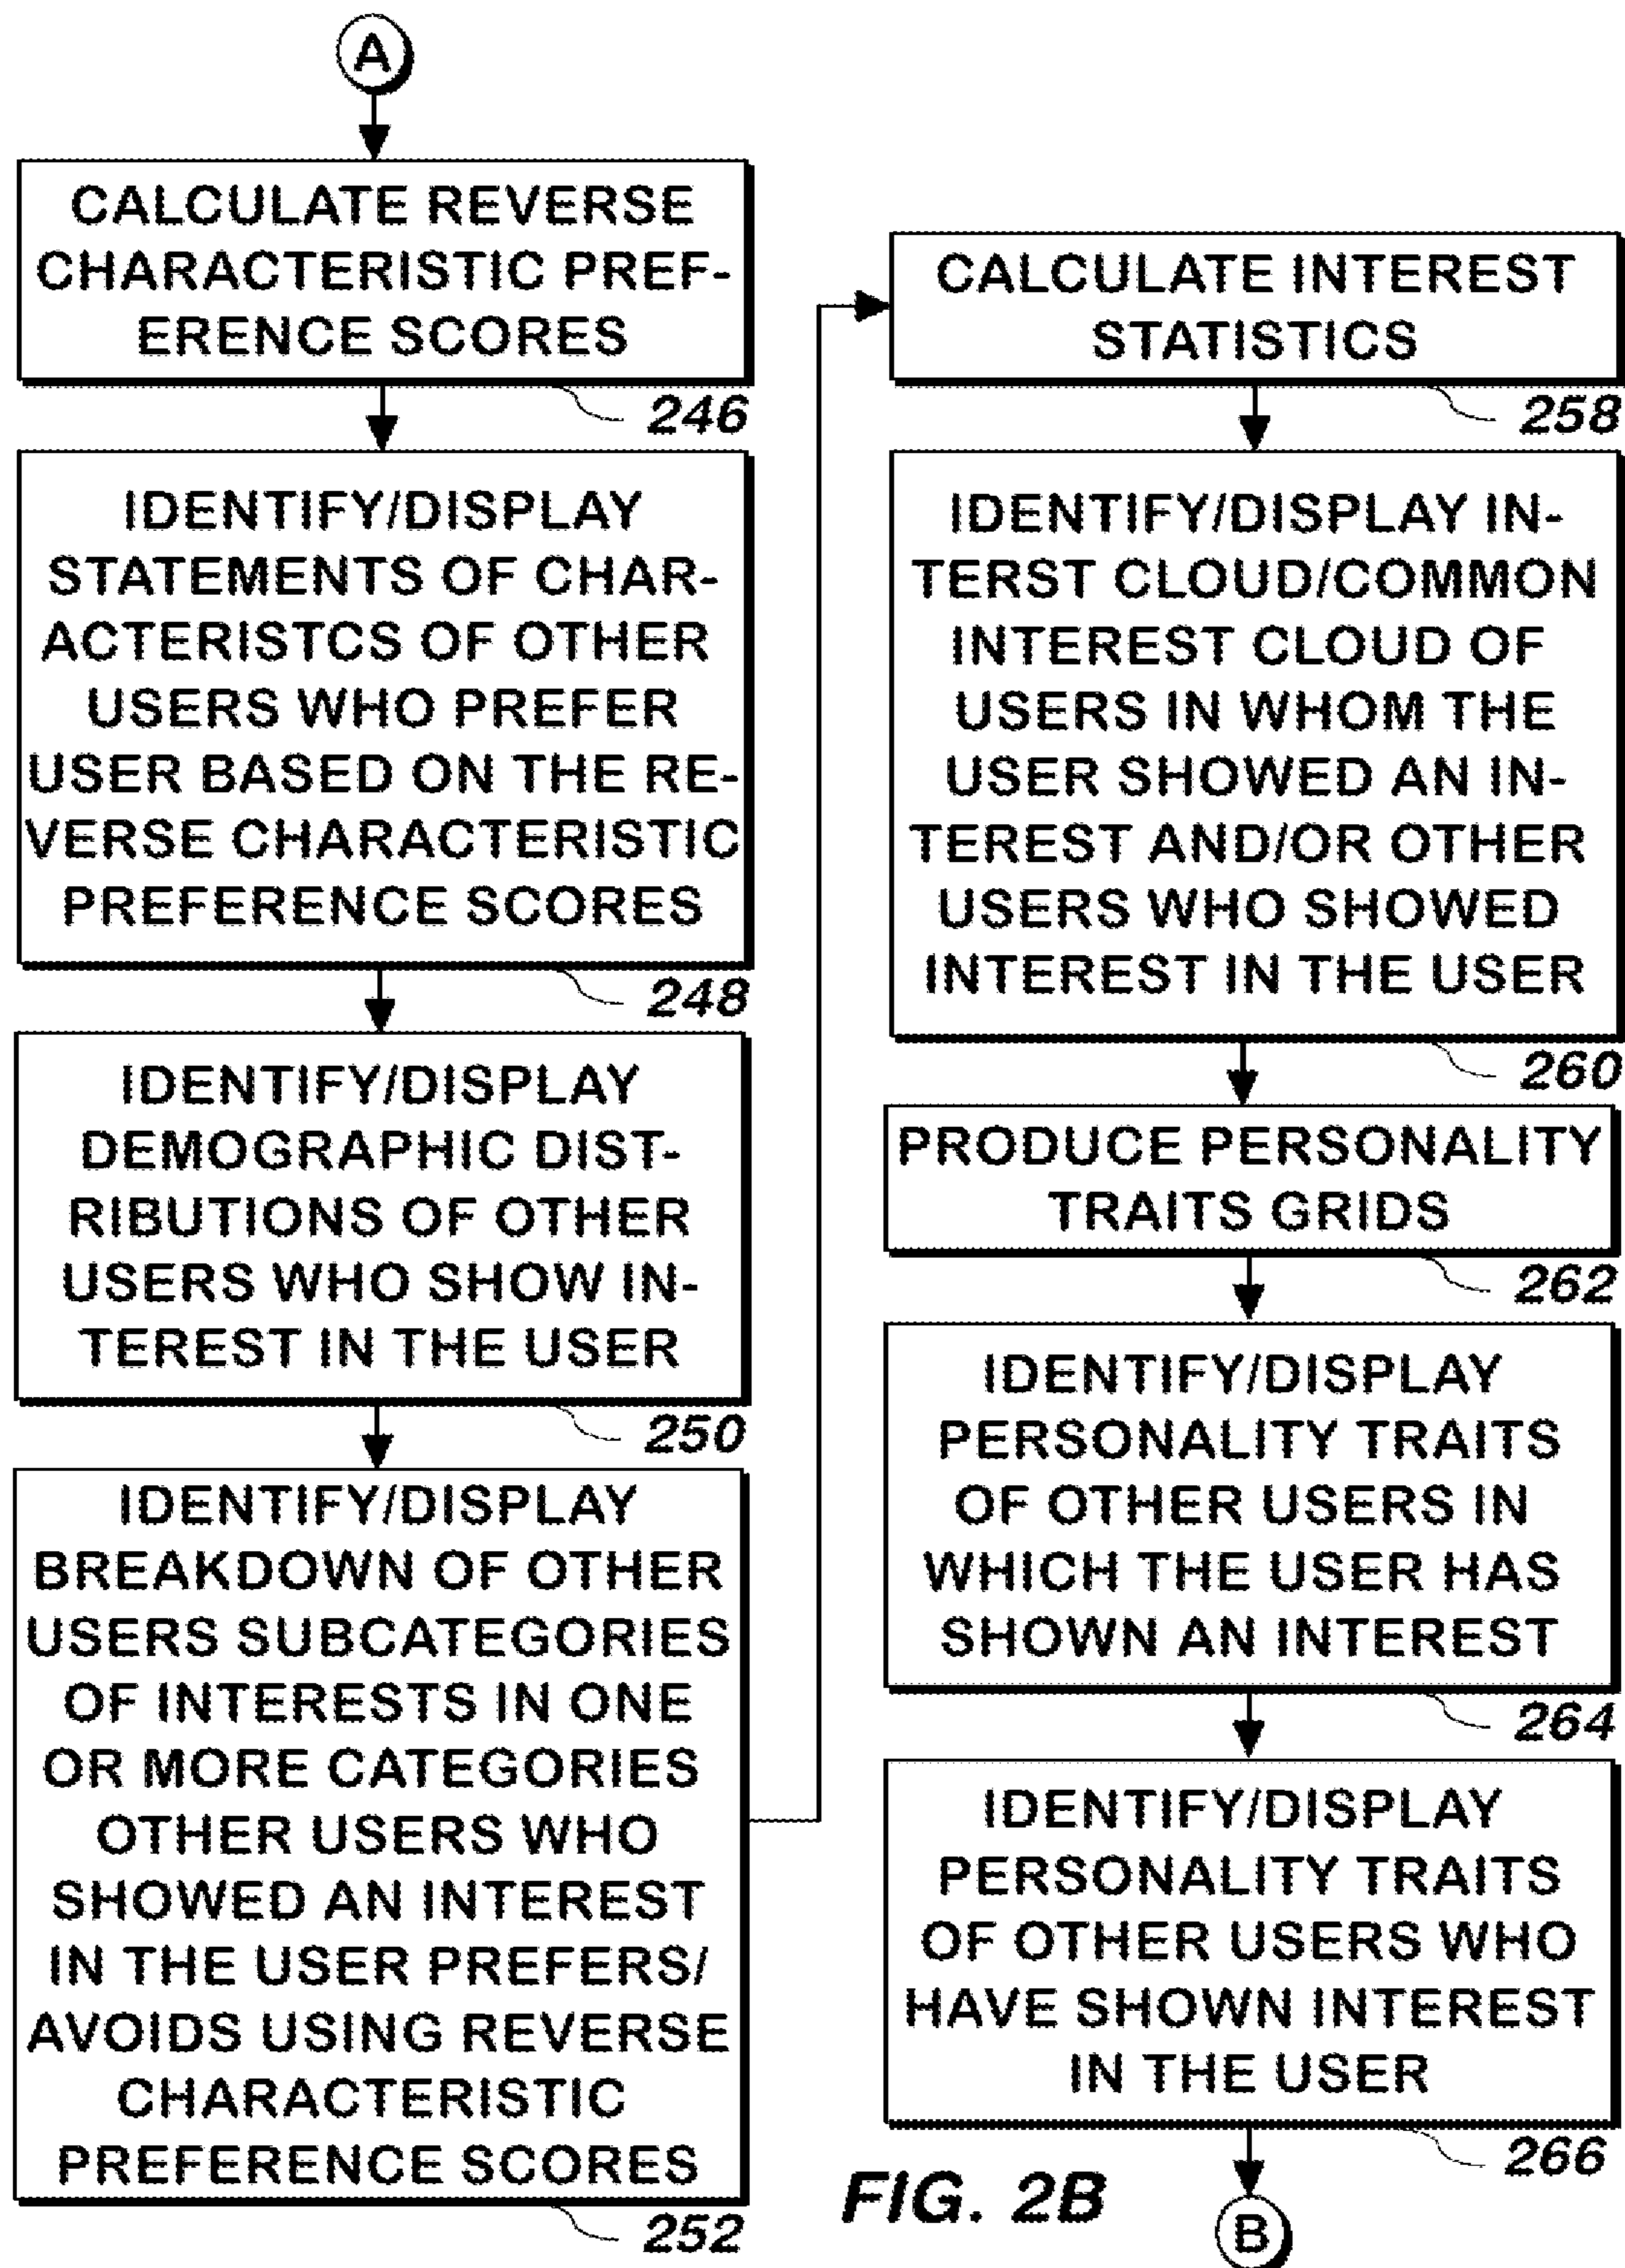 A
CALCULATE REVERSE
CHARACTERISTIC PREF-
ERENCE SCORES
246
IDENTIFY/DISPLAY
STATEMENTS OF CHAR-
ACTERISTCS OF OTHER
USERS WHO PREFER
USER BASED ON THE RE-
VERSE CHARACTERISTIC
PREFERENCE SCORES
248
IDENTIFY/DISPLAY
DEMOGRAPHIC DIST-
RIBUTIONS OF OTHER
USERS WHO SHOW IN-
TEREST IN THE USER
250
IDENTIFY/DISPLAY
BREAKDOWN OF OTHER
USERS SUBCATEGORIES
OF INTERESTS IN ONE
OR MORE CATEGORIES
OTHER USERS WHO
SHOWED AN INTEREST
IN THE USER PREFERS/
AVOIDS USING REVERSE
CHARACTERISTIC
PREFERENCE SCORES
252
CALCULATE INTEREST
STATISTICS
258
IDENTIFY/DISPLAY IN-
TERST CLOUD/COMMON
INTEREST CLOUD OF
USERS IN WHOM THE
USER SHOWED AN IN-
TEREST AND/OR OTHER
USERS WHO SHOWED
INTEREST IN THE USER
260
PRODUCE PERSONALITY
TRAITS GRIDS
262
IDENTIFY/DISPLAY
PERSONALITY TRAITS
OF OTHER USERS IN
WHICH THE USER HAS
SHOWN AN INTEREST
264
IDENTIFY/DISPLAY
PERSONALITY TRAITS
OF OTHER USERS WHO
HAVE SHOWN INTEREST
IN THE USER
266
B
FIG. 2B